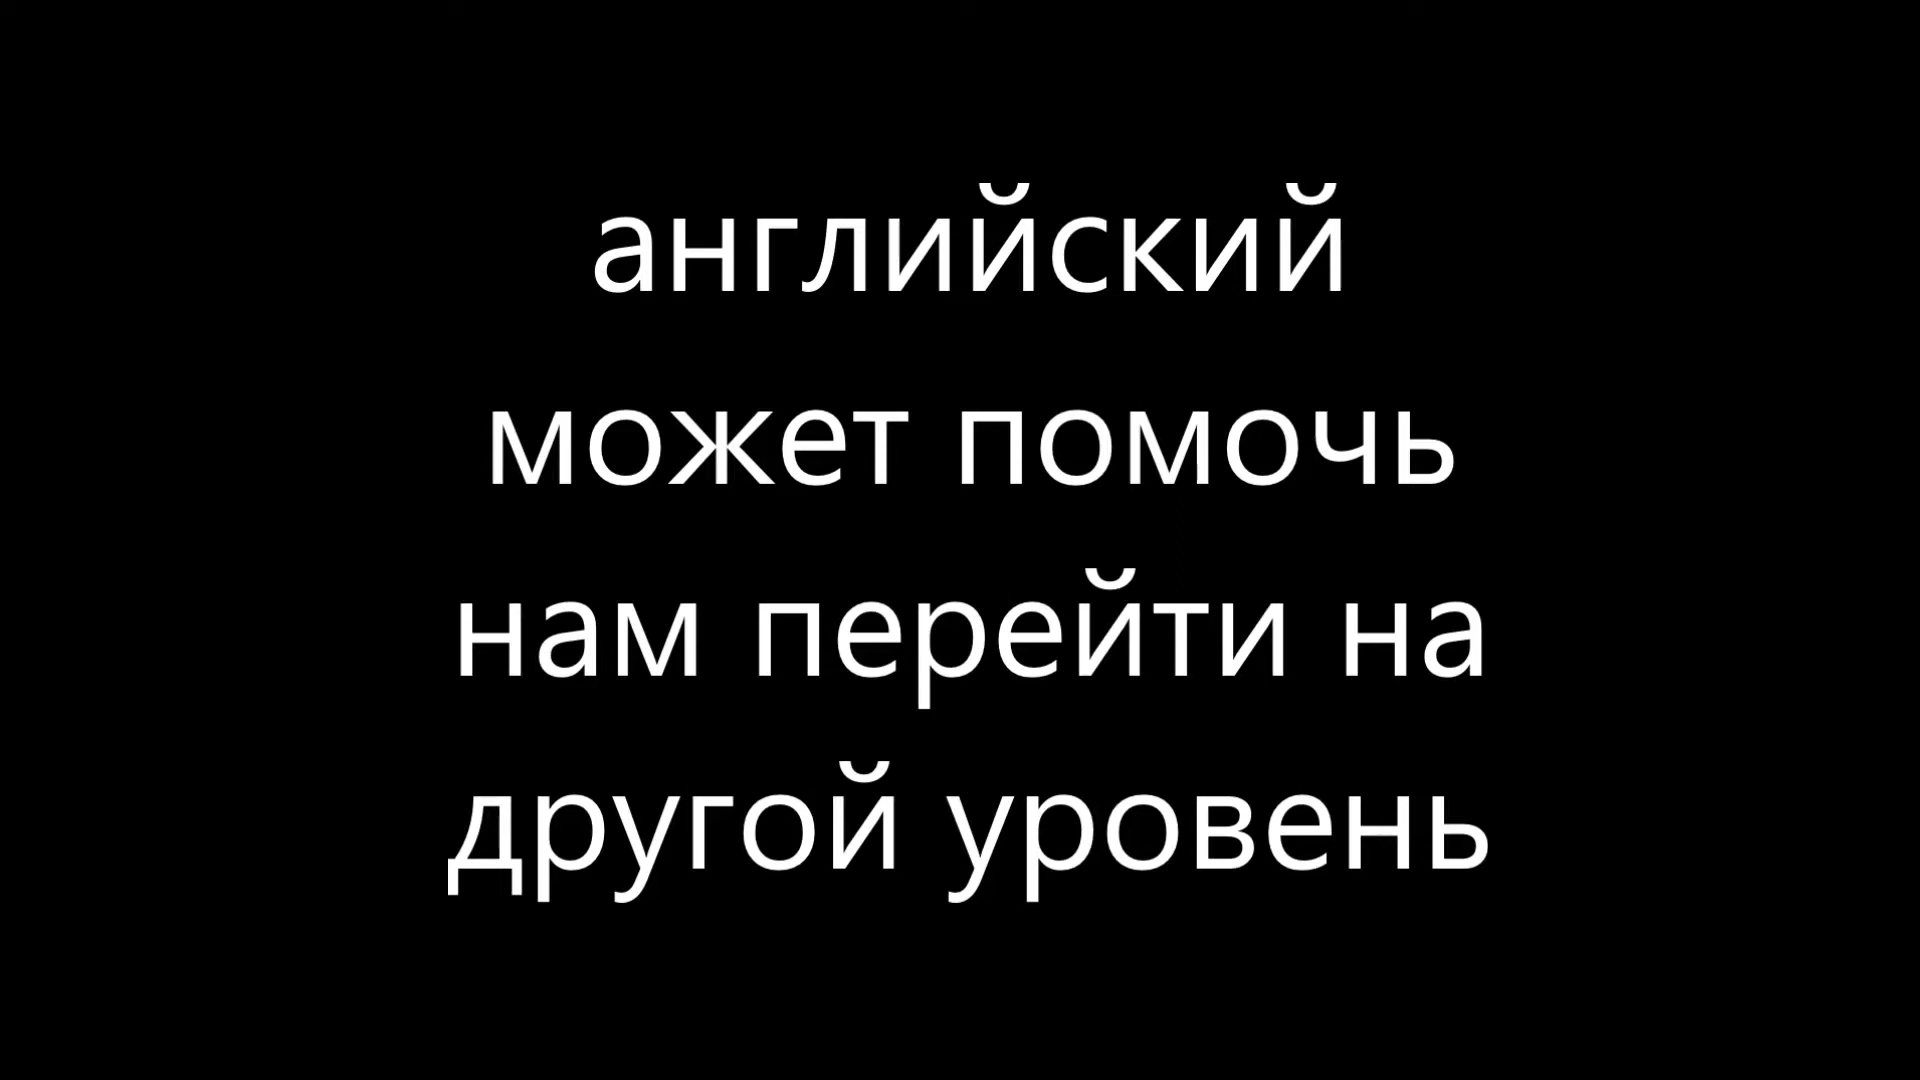 английский
может помочь
нам перейти на
другой уровень